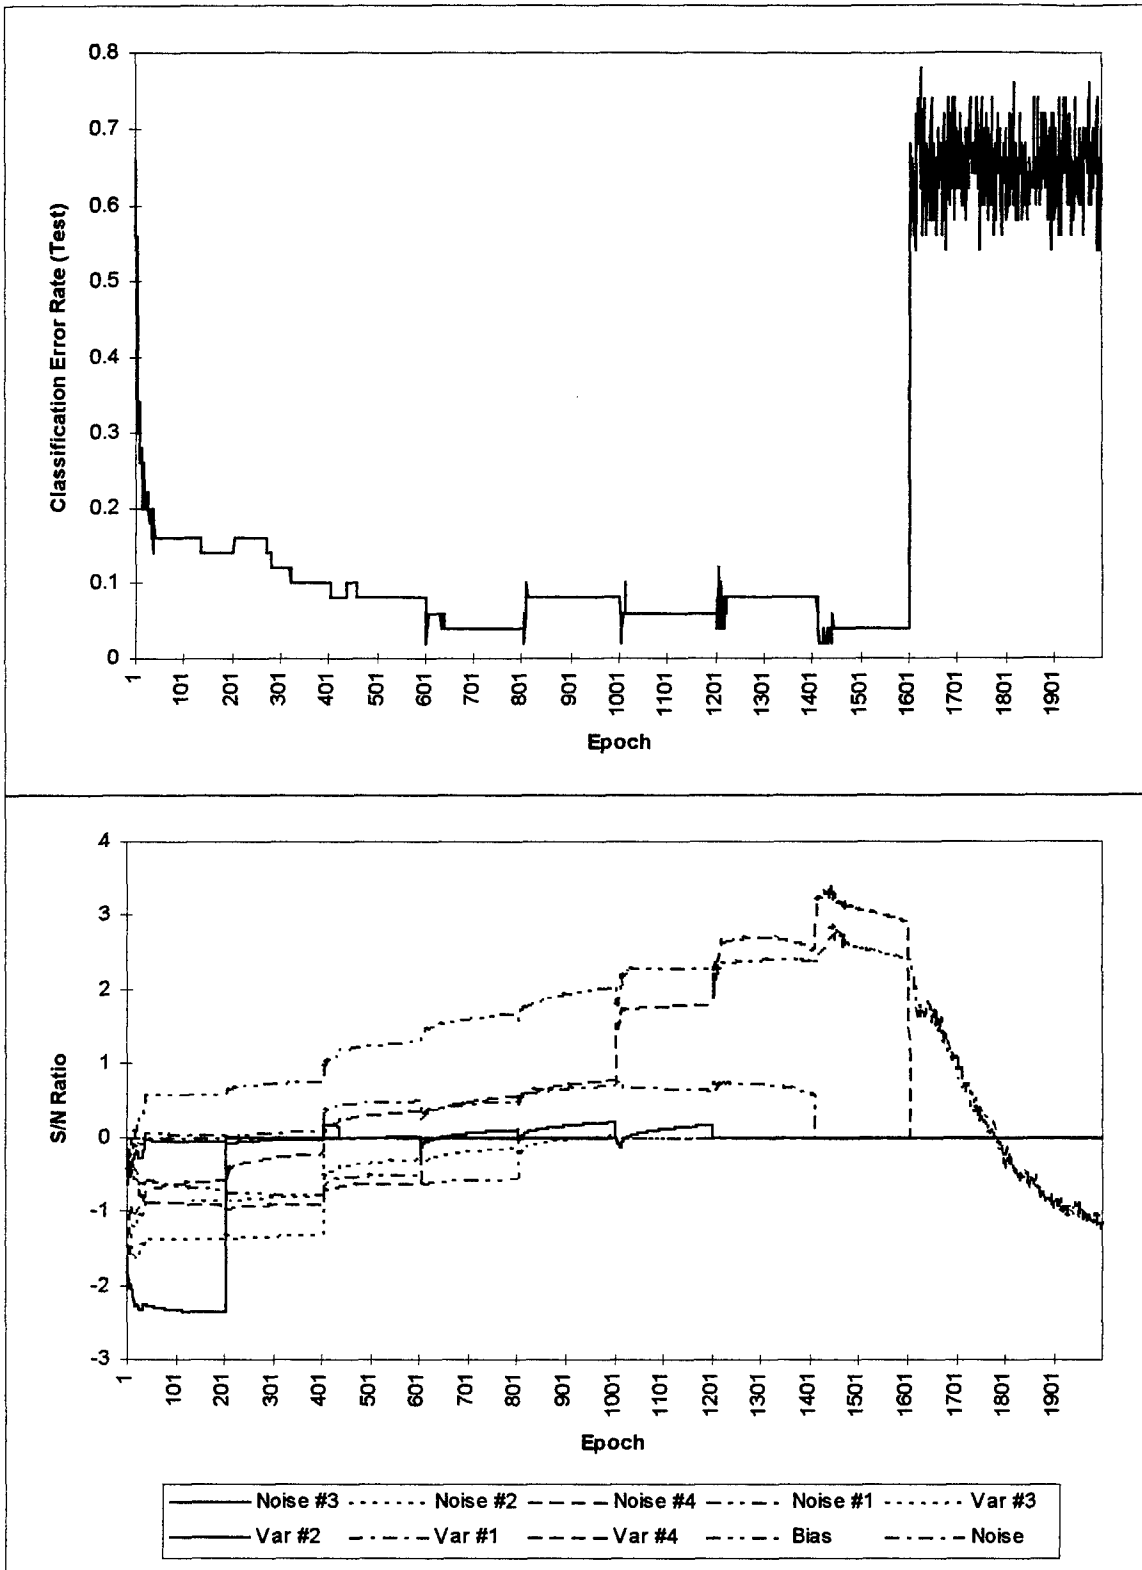 Classification Error Rate (Test)
0.8
0.7
0.6
0.5
0.4
0.3
0.2
0.1
0
1 101 201 301 401 501 601 701 801 901 1001 1101 1201 1301 1401 1501 1601 1701 1801 1901
Epoch
S/N Ratio
4
3
2
1
0
-1
-2
-3
1 101 201 301 401 501 601 701 801 901 1001 1101 1201 1301 1401 1501 1601 1701 1801 1901
Epoch
Noise #3 Noise #2 Noise #4 Noise #1 Var #3
Var #2 Var #1 Var #4 Bias Noise